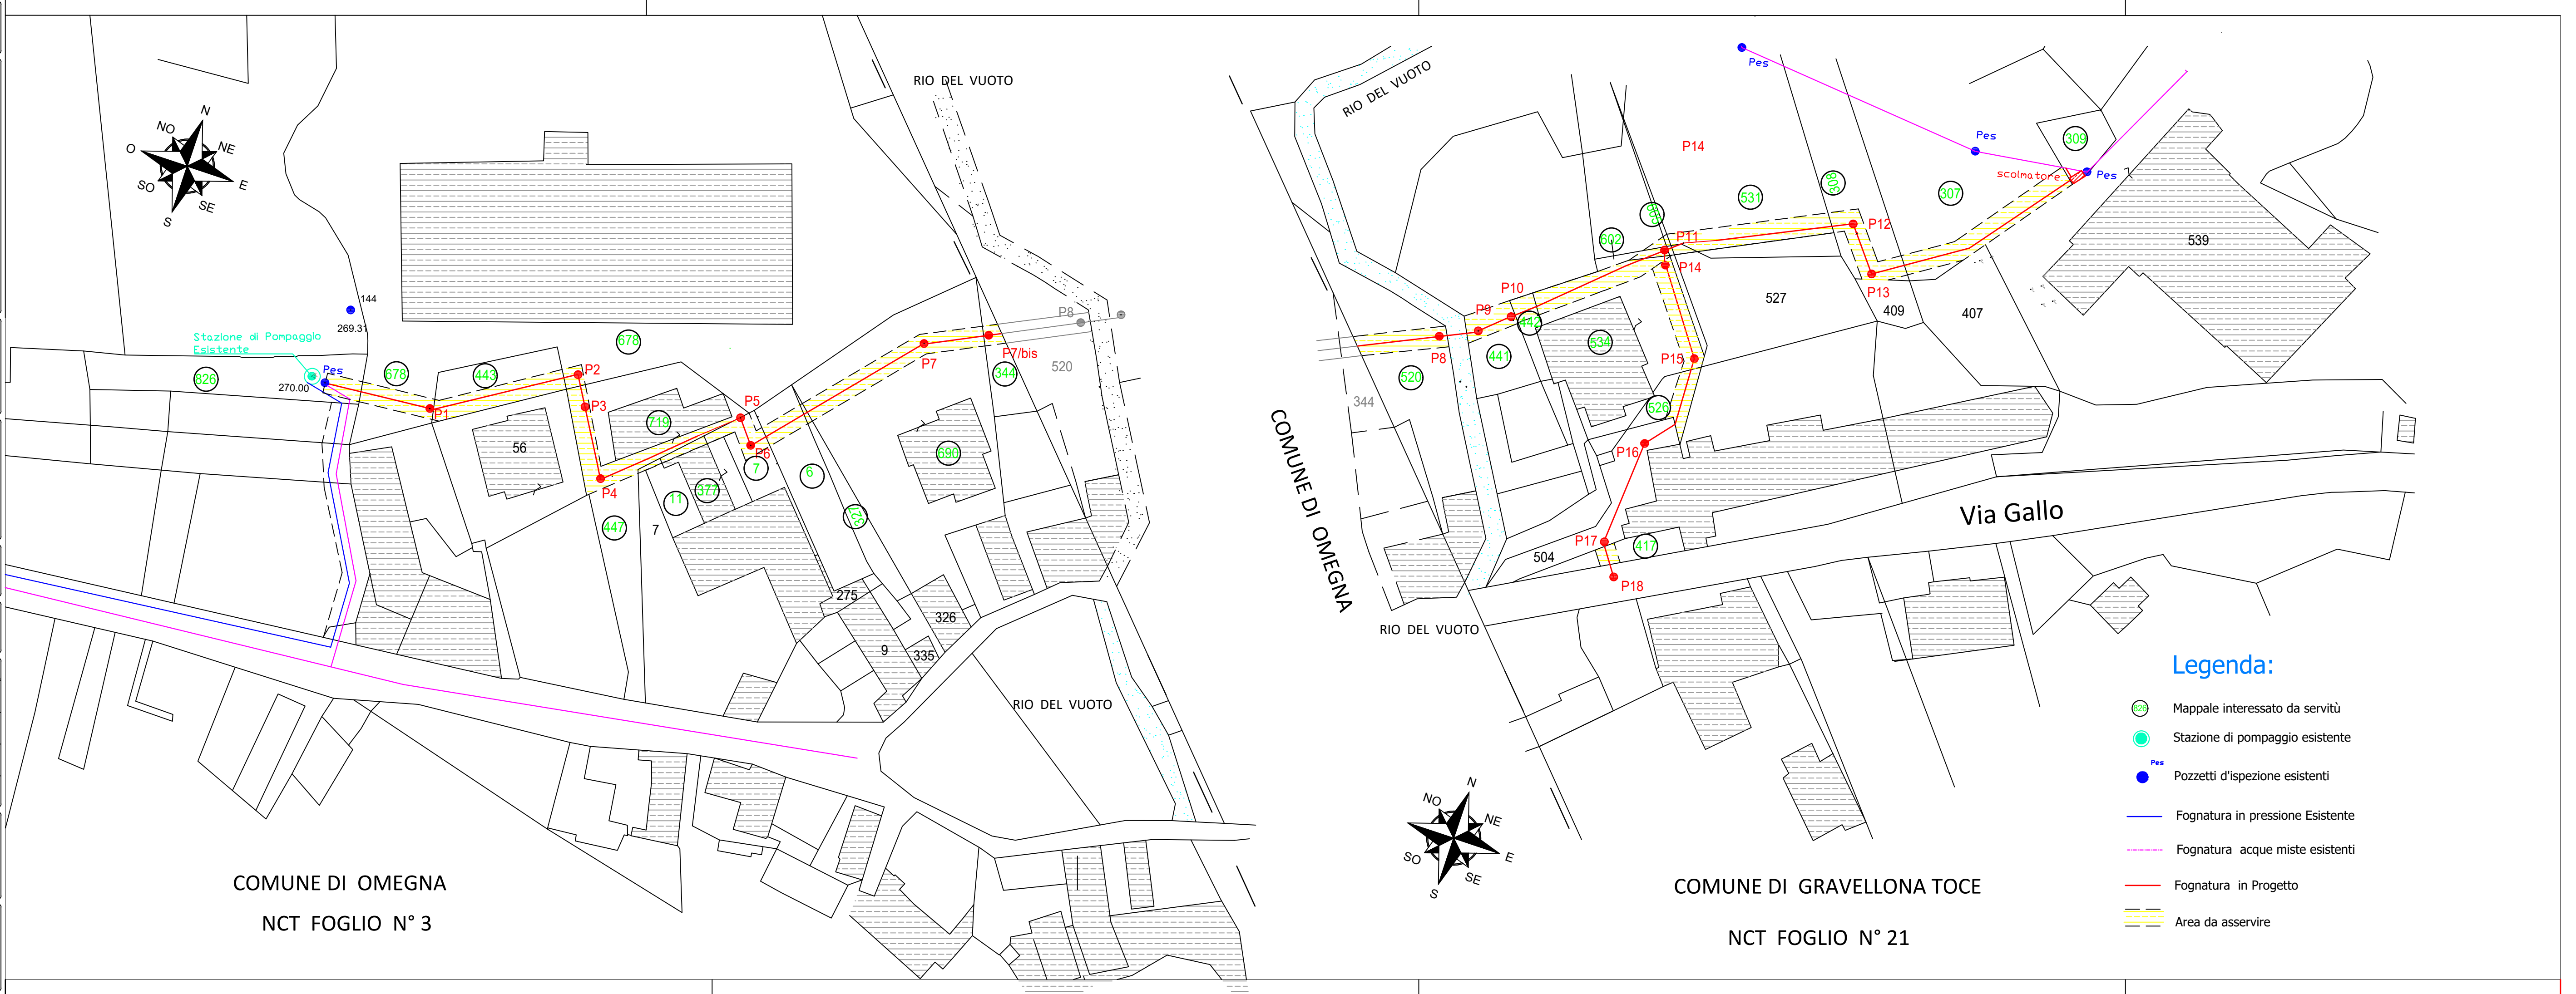 RIO DEL VUOTO
N
NO
NE
O
E
SO
SE
S
144
269.31
Stazione di Pompaggio
Esistente
270.00
Pes
826
678
443
678
P1
P2
P3
P4
P5
P6
P7
P7/bis
P8
520
344
56
719
7
6
11
377
447
7
327
690
275
326
9
335
RIO DEL VUOTO
COMUNE DI OMEGNA
NCT FOGLIO N° 3
RIO DEL VUOTO
Pes
P14
Pes
309
scolmatore
Pes
531
308
307
602
P11
P12
P14
P13
539
P10
P9
P8
442
441
534
527
409
407
520
344
P15
526
P16
COMUNE DI OMEGNA
P17
417
504
P18
Via Gallo
RIO DEL VUOTO
N
NO
NE
SO
E
SE
S
COMUNE DI GRAVELLONA TOCE
NCT FOGLIO N° 21
Legenda:
826
Mappale interessato da servitù
Stazione di pompaggio esistente
Pes
Pozzetti d'ispezione esistenti
Fognatura in pressione Esistente
Fognatura acque miste esistenti
Fognatura in Progetto
Area da asservire